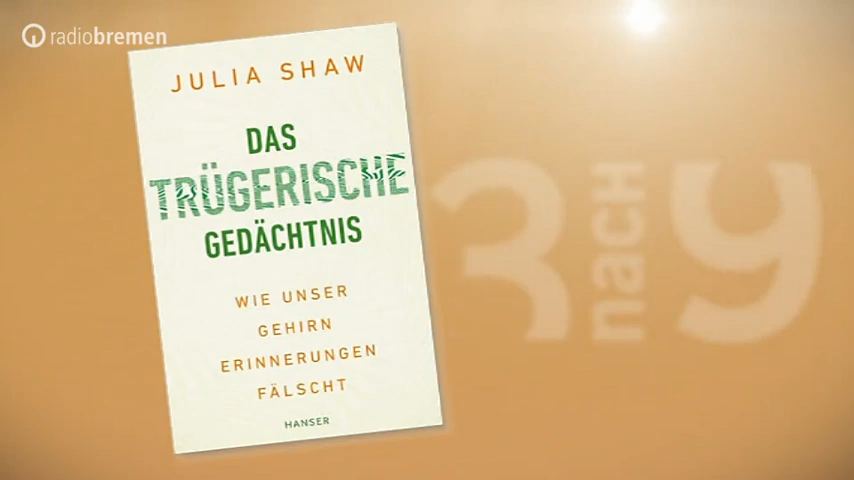 radiobremen
JULIA SHAW
DAS
TRÜGERISCHE
GEDÄCHTNIS
WIE UNSER
GEHIRN
ERINNERUNGEN
FÄLSCHT
HANSER
3 nach 9